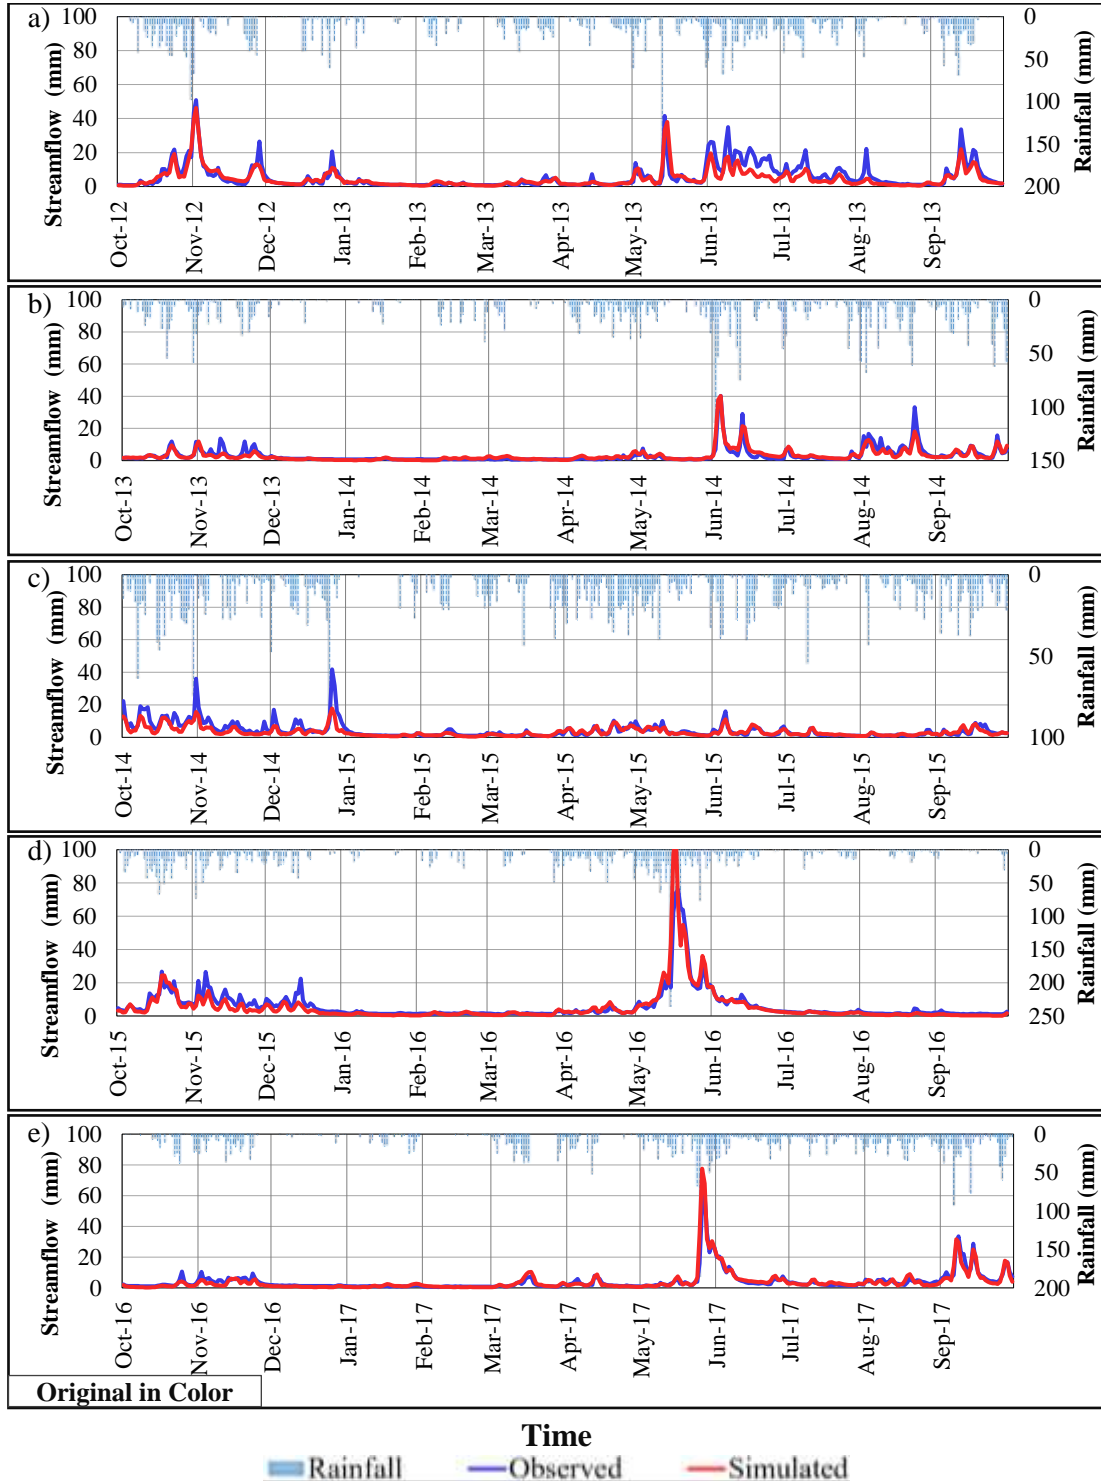 a)
Streamflow (mm)
100
80
60
40
20
0
0
50
100
150
200
Rainfall (mm)
Oct-12
Nov-12
Dec-12
Jan-13
Feb-13
Mar-13
Apr-13
May-13
Jun-13
Jul-13
Aug-13
Sep-13
b)
Streamflow (mm)
100
80
60
40
20
0
0
50
100
150
Rainfall (mm)
Oct-13
Nov-13
Dec-13
Jan-14
Feb-14
Mar-14
Apr-14
May-14
Jun-14
Jul-14
Aug-14
Sep-14
c)
Streamflow (mm)
100
80
60
40
20
0
0
50
100
Rainfall (mm)
Oct-14
Nov-14
Dec-14
Jan-15
Feb-15
Mar-15
Apr-15
May-15
Jun-15
Jul-15
Aug-15
Sep-15
d)
Streamflow (mm)
100
80
60
40
20
0
0
50
100
150
200
250
Rainfall (mm)
Oct-15
Nov-15
Dec-15
Jan-16
Feb-16
Mar-16
Apr-16
May-16
Jun-16
Jul-16
Aug-16
Sep-16
e)
Streamflow (mm)
100
80
60
40
20
0
0
50
100
150
200
Rainfall (mm)
Oct-16
Nov-16
Dec-16
Jan-17
Feb-17
Mar-17
Apr-17
May-17
Jun-17
Jul-17
Aug-17
Sep-17
Original in Color
Time
Rainfall Observed Simulated